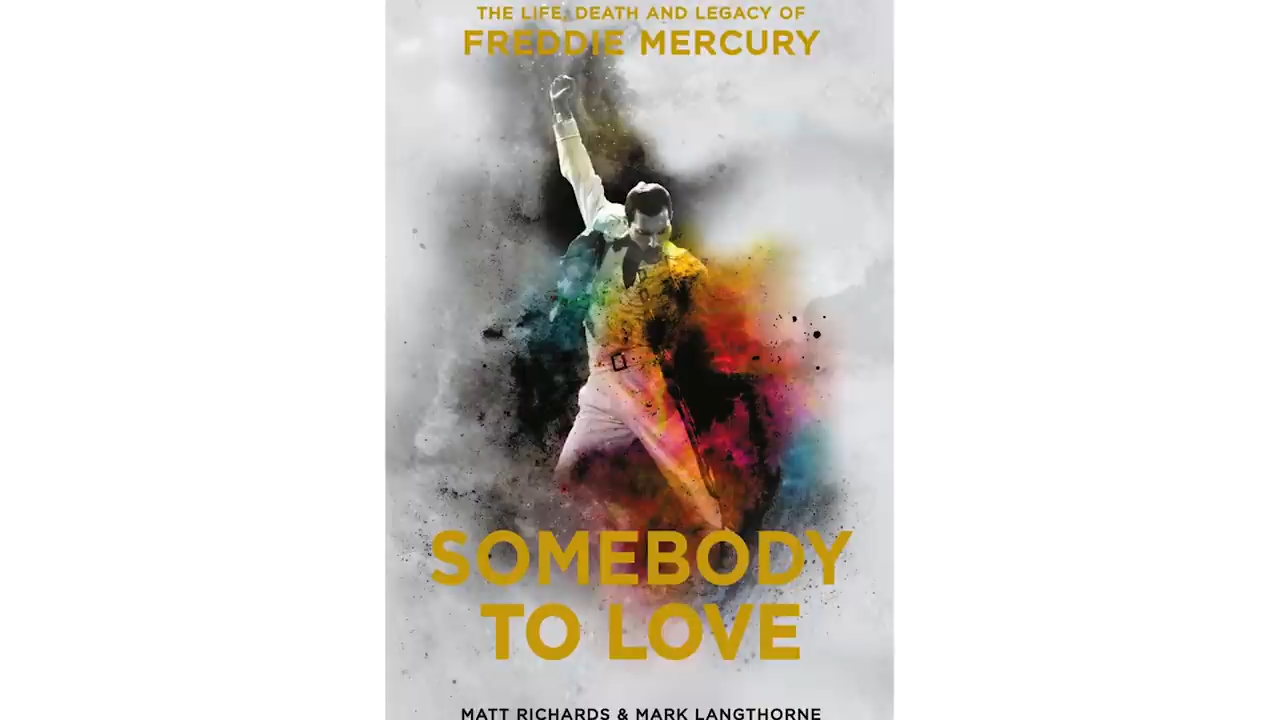 THE LIFE, DEATH AND LEGACY OF
FREDDIE MERCURY
SOMEBODY
TO LOVE
MATT RICHARDS & MARK LANGTHORNE